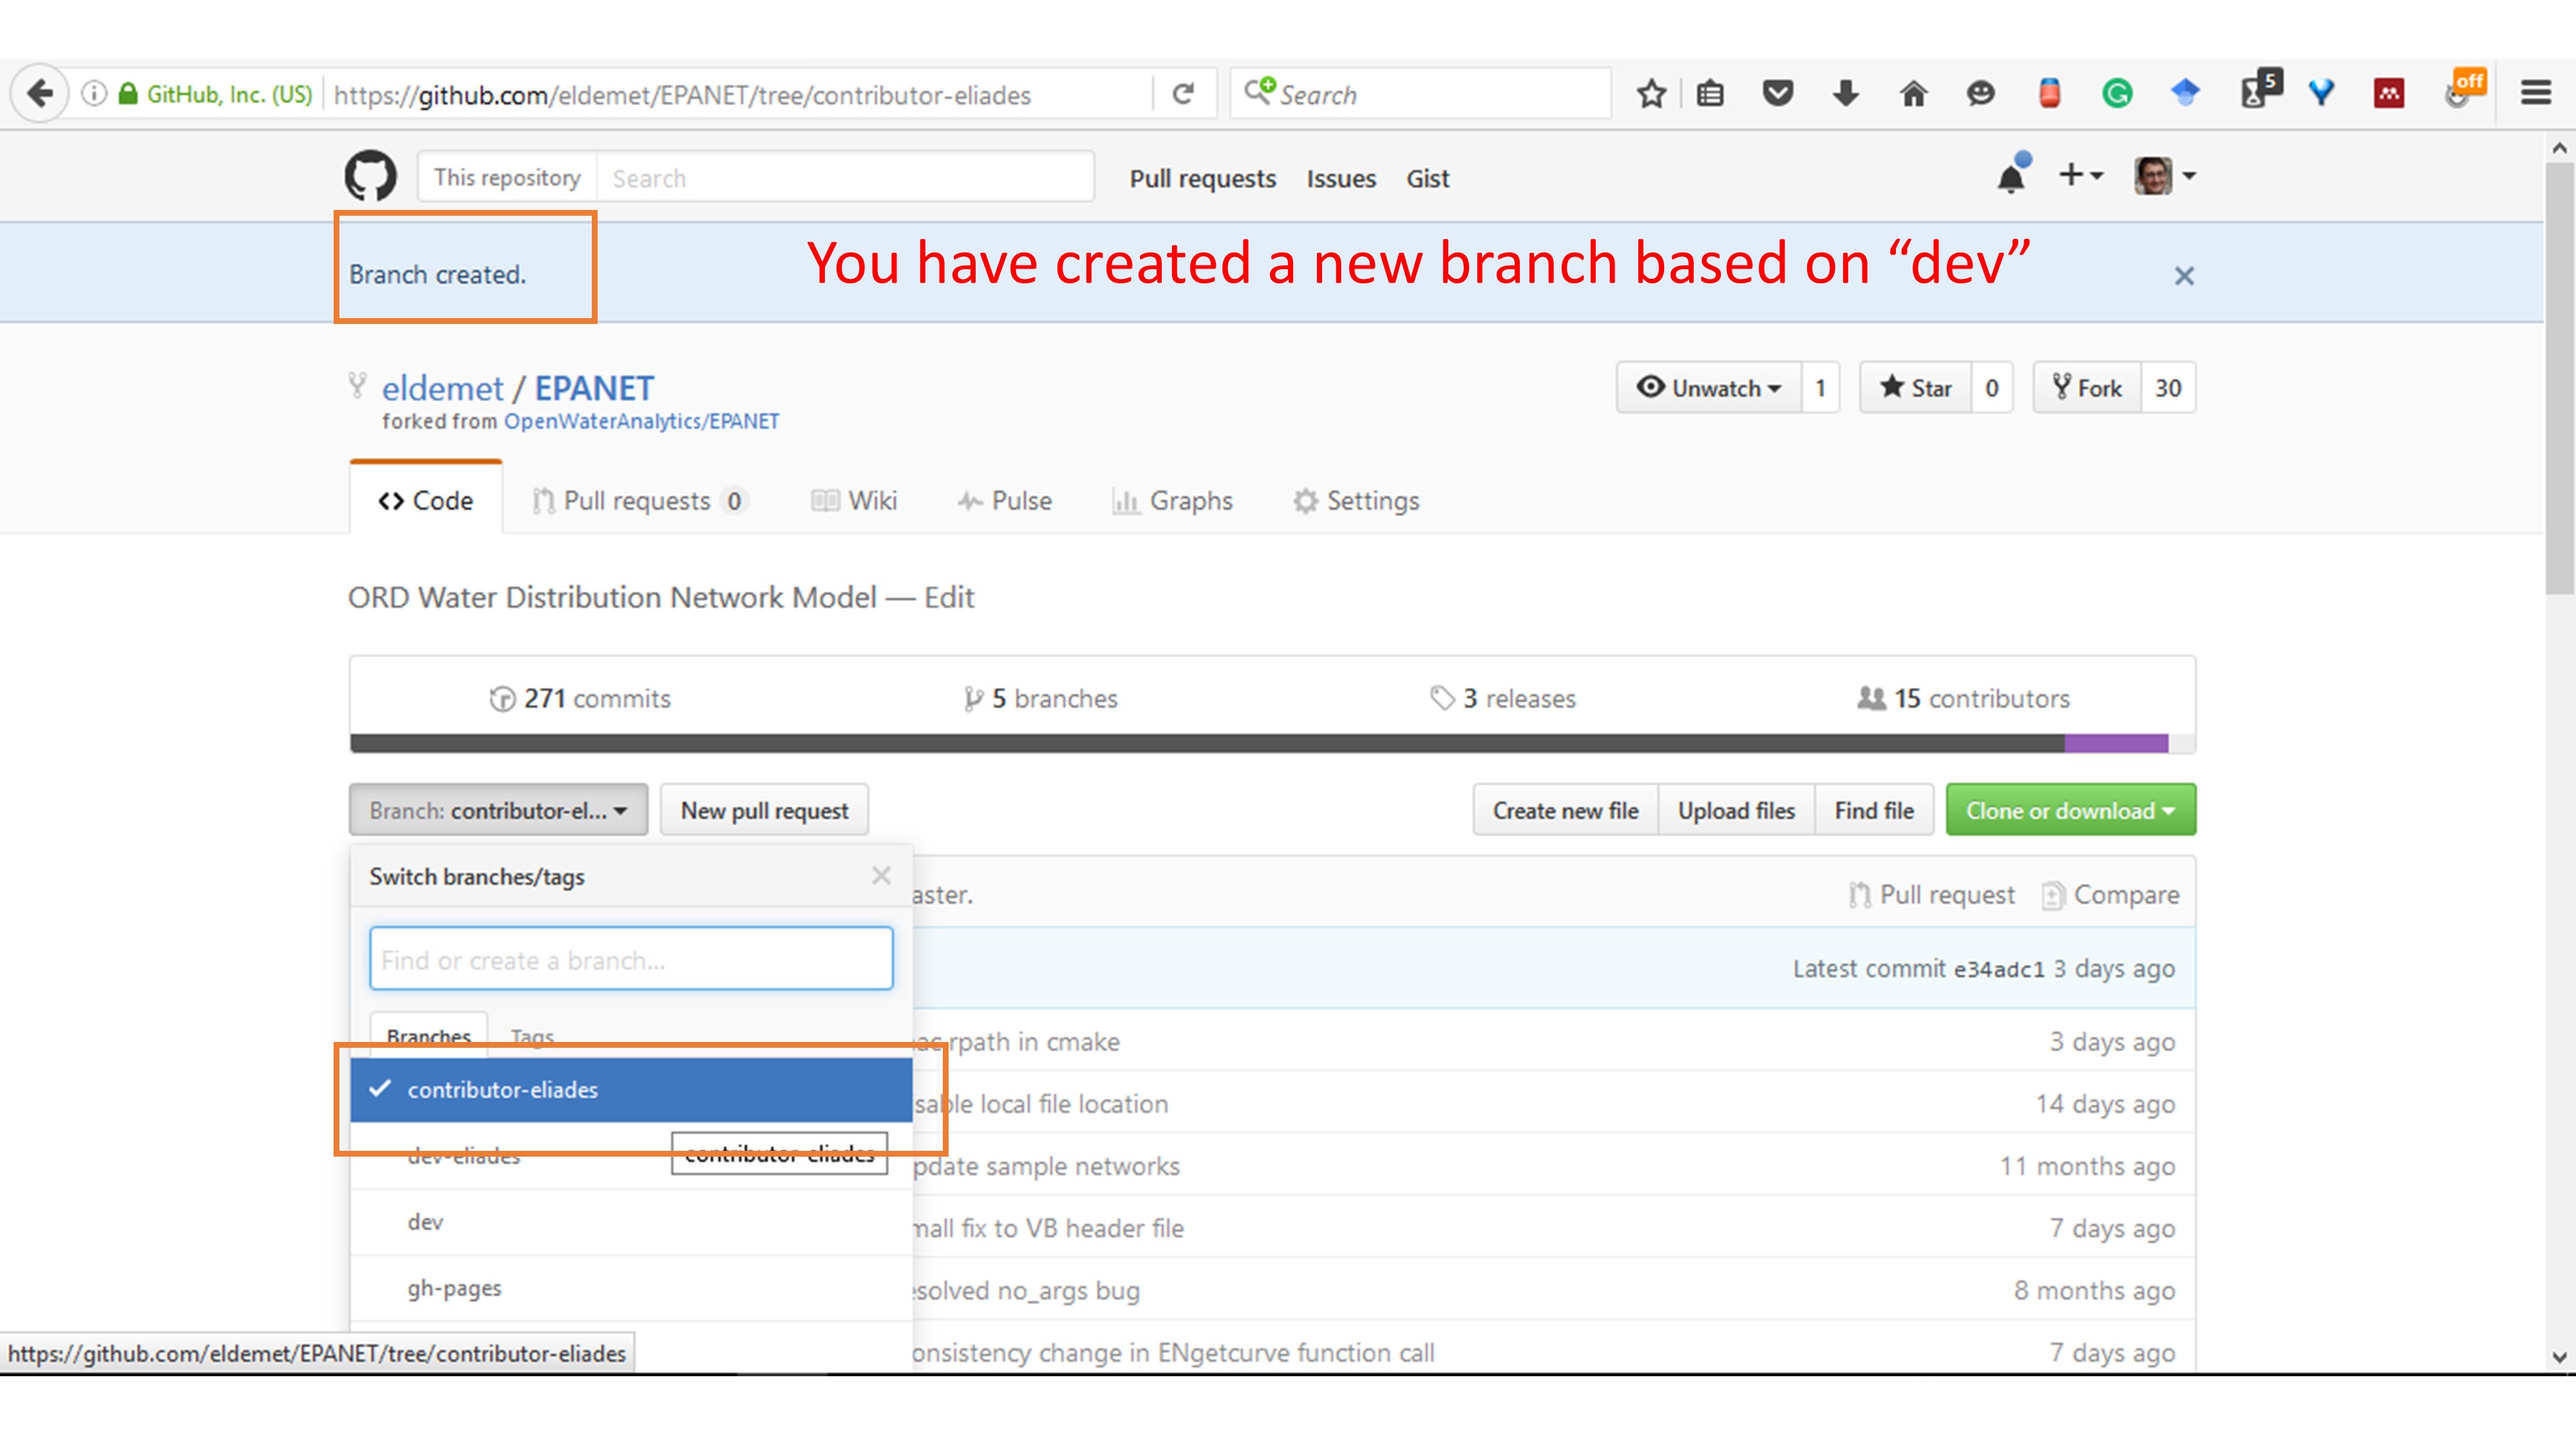 GitHub, Inc. (US) https://github.com/eldemet/EPANET/tree/contributor-eliades Search 5 off
This repository Search Pull requests Issues Gist
Branch created. You have created a new branch based on “dev”
eldemet / EPANET Unwatch 1 Star 0 Fork 30
forked from OpenWaterAnalytics/EPANET
Code Pull requests 0 Wiki Pulse Graphs Settings
ORD Water Distribution Network Model — Edit
271 commits 5 branches 3 releases 15 contributors
Branch: contributor-el... New pull request Create new file Upload files Find file Clone or download
Switch branches/tags
aster. Pull request Compare
Find or create a branch...
Latest commit e34adc1 3 days ago
Branches Tags
ac rpath in cmake 3 days ago
contributor-eliades
sable local file location 14 days ago
dev-eliades contributor-eliades
pdate sample networks 11 months ago
dev
mall fix to VB header file 7 days ago
gh-pages
esolved no_args bug 8 months ago
https://github.com/eldemet/EPANET/tree/contributor-eliades
onsistency change in ENgetcurve function call 7 days ago